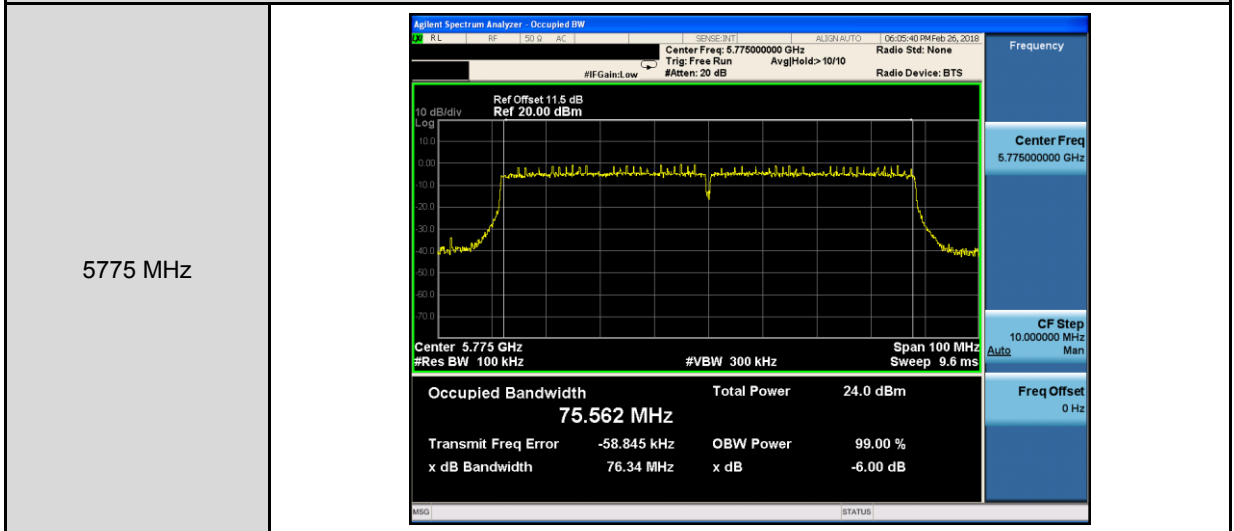 5775 MHz
Agilent Spectrum Analyzer - Occupied BW
RL RF 50 Ω AC SENSE:INT ALIGN AUTO 06:05:40 PM Feb 26, 2018
Center Freq: 5.775000000 GHz Radio Std: None
Trig: Free Run Avg|Hold:> 10/10
#IFGain:Low #Atten: 20 dB Radio Device: BTS
Ref Offset 11.5 dB
10 dB/div Ref 20.00 dBm
Log
10.0
0.00
-10.0
-20.0
-30.0
-40.0
-50.0
-60.0
-70.0
Center 5.775 GHz Span 100 MHz
#Res BW 100 kHz #VBW 300 kHz Sweep 9.6 ms
Occupied Bandwidth Total Power 24.0 dBm
75.562 MHz
Transmit Freq Error -58.845 kHz OBW Power 99.00 %
x dB Bandwidth 76.34 MHz x dB -6.00 dB
MSG STATUS
Frequency
Center Freq
5.775000000 GHz
CF Step
10.000000 MHz
Auto Man
Freq Offset
0 Hz